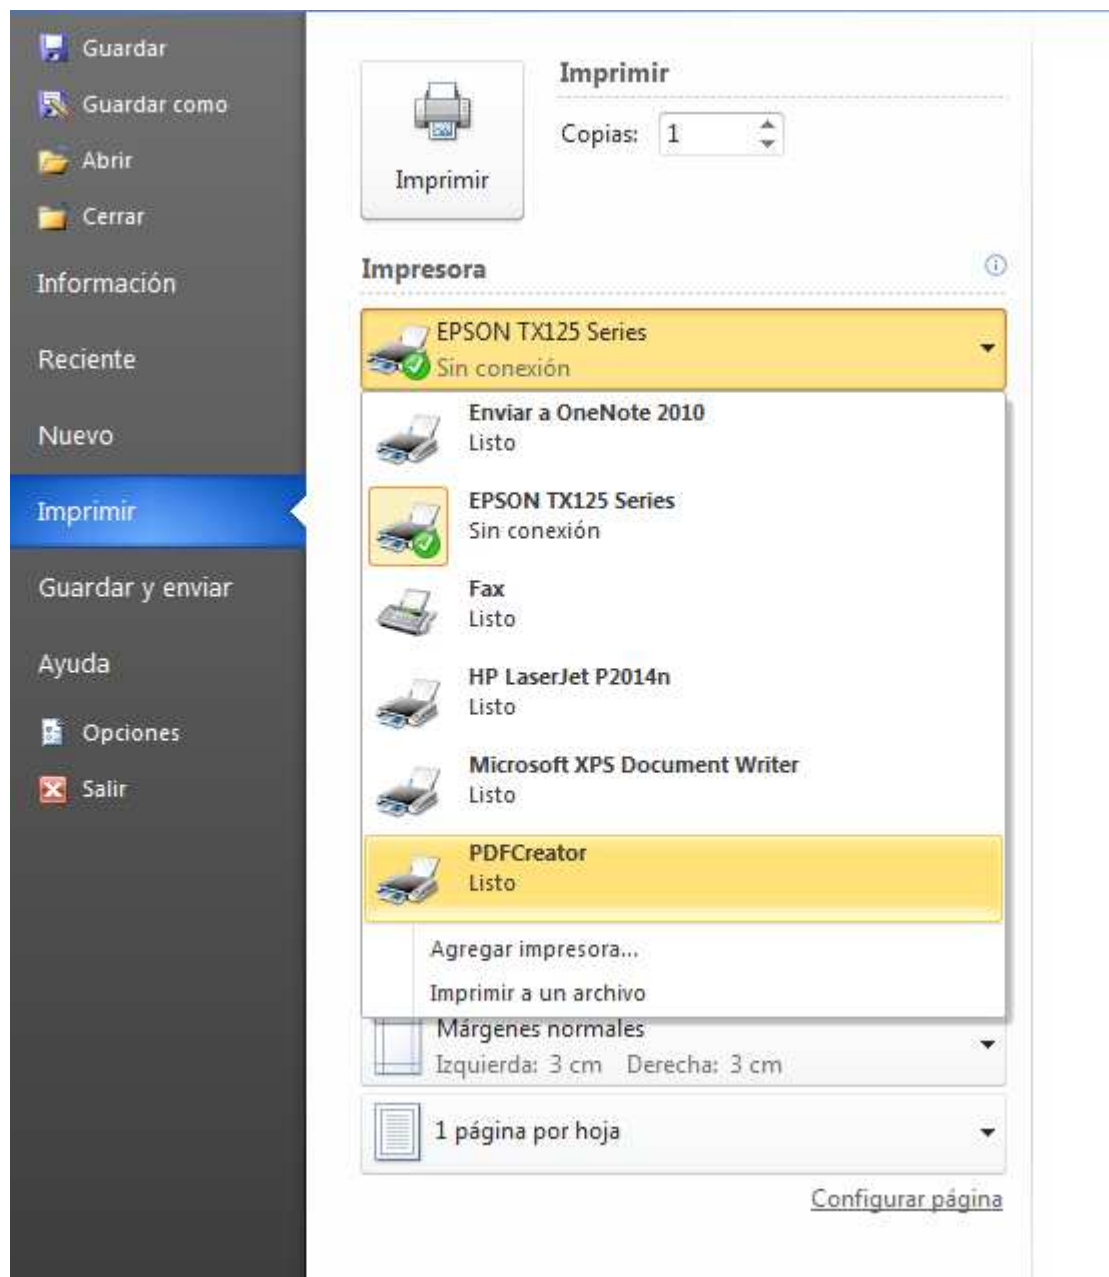 Guardar
Guardar como
Abrir
Cerrar
Información
Reciente
Nuevo
Imprimir
Guardar y enviar
Ayuda
Opciones
Salir
Imprimir
Imprimir
Copias: 1
Impresora
EPSON TX125 Series
Sin conexión
Enviar a OneNote 2010
Listo
EPSON TX125 Series
Sin conexión
Fax
Listo
HP LaserJet P2014n
Listo
Microsoft XPS Document Writer
Listo
PDFCreator
Listo
Agregar impresora...
Imprimir a un archivo
Márgenes normales
Izquierda: 3 cm Derecha: 3 cm
1 página por hoja
Configurar página